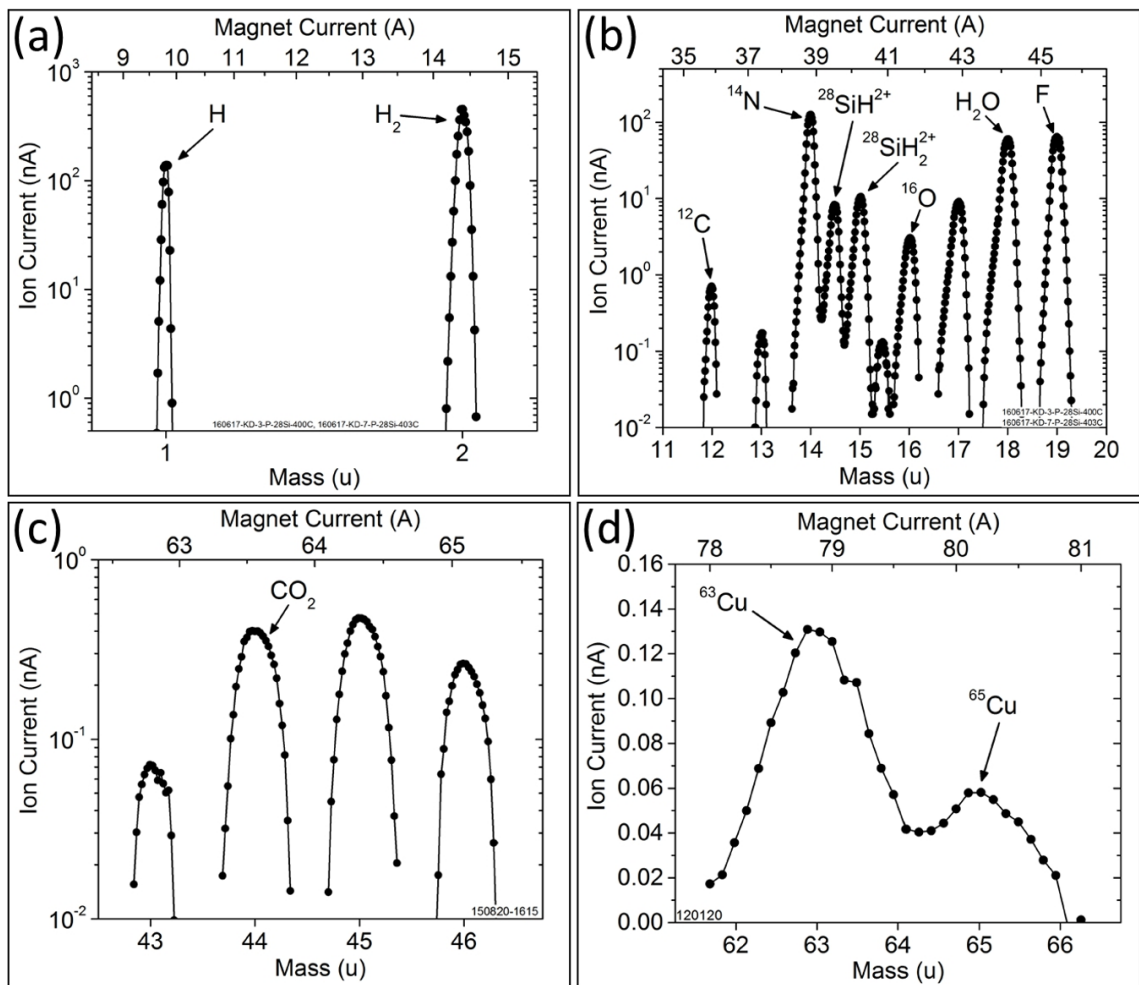 (a)
Magnet Current (A)
9 10 11 12 13 14 15
10³
10²
10¹
10⁰
Ion Current (nA)
H
H₂
160617-KD-3-P-28Si-400C, 160617-KD-7-P-28Si-403C
1 2
Mass (u)
(b)
Magnet Current (A)
35 37 39 41 43 45
10²
10¹
10⁰
10⁻¹
10⁻²
Ion Current (nA)
¹²C
¹⁴N
²⁸SiH²⁺
²⁸SiH₂²⁺
¹⁶O
H₂O
F
160617-KD-3-P-28Si-400C
160617-KD-7-P-28Si-403C
11 12 13 14 15 16 17 18 19 20
Mass (u)
(c)
Magnet Current (A)
63 64 65
10⁰
10⁻¹
10⁻²
Ion Current (nA)
CO₂
150820-1615
43 44 45 46
Mass (u)
(d)
Magnet Current (A)
78 79 80 81
0.16
0.14
0.12
0.10
0.08
0.06
0.04
0.02
0.00
Ion Current (nA)
⁶³Cu
⁶⁵Cu
120120
62 63 64 65 66
Mass (u)